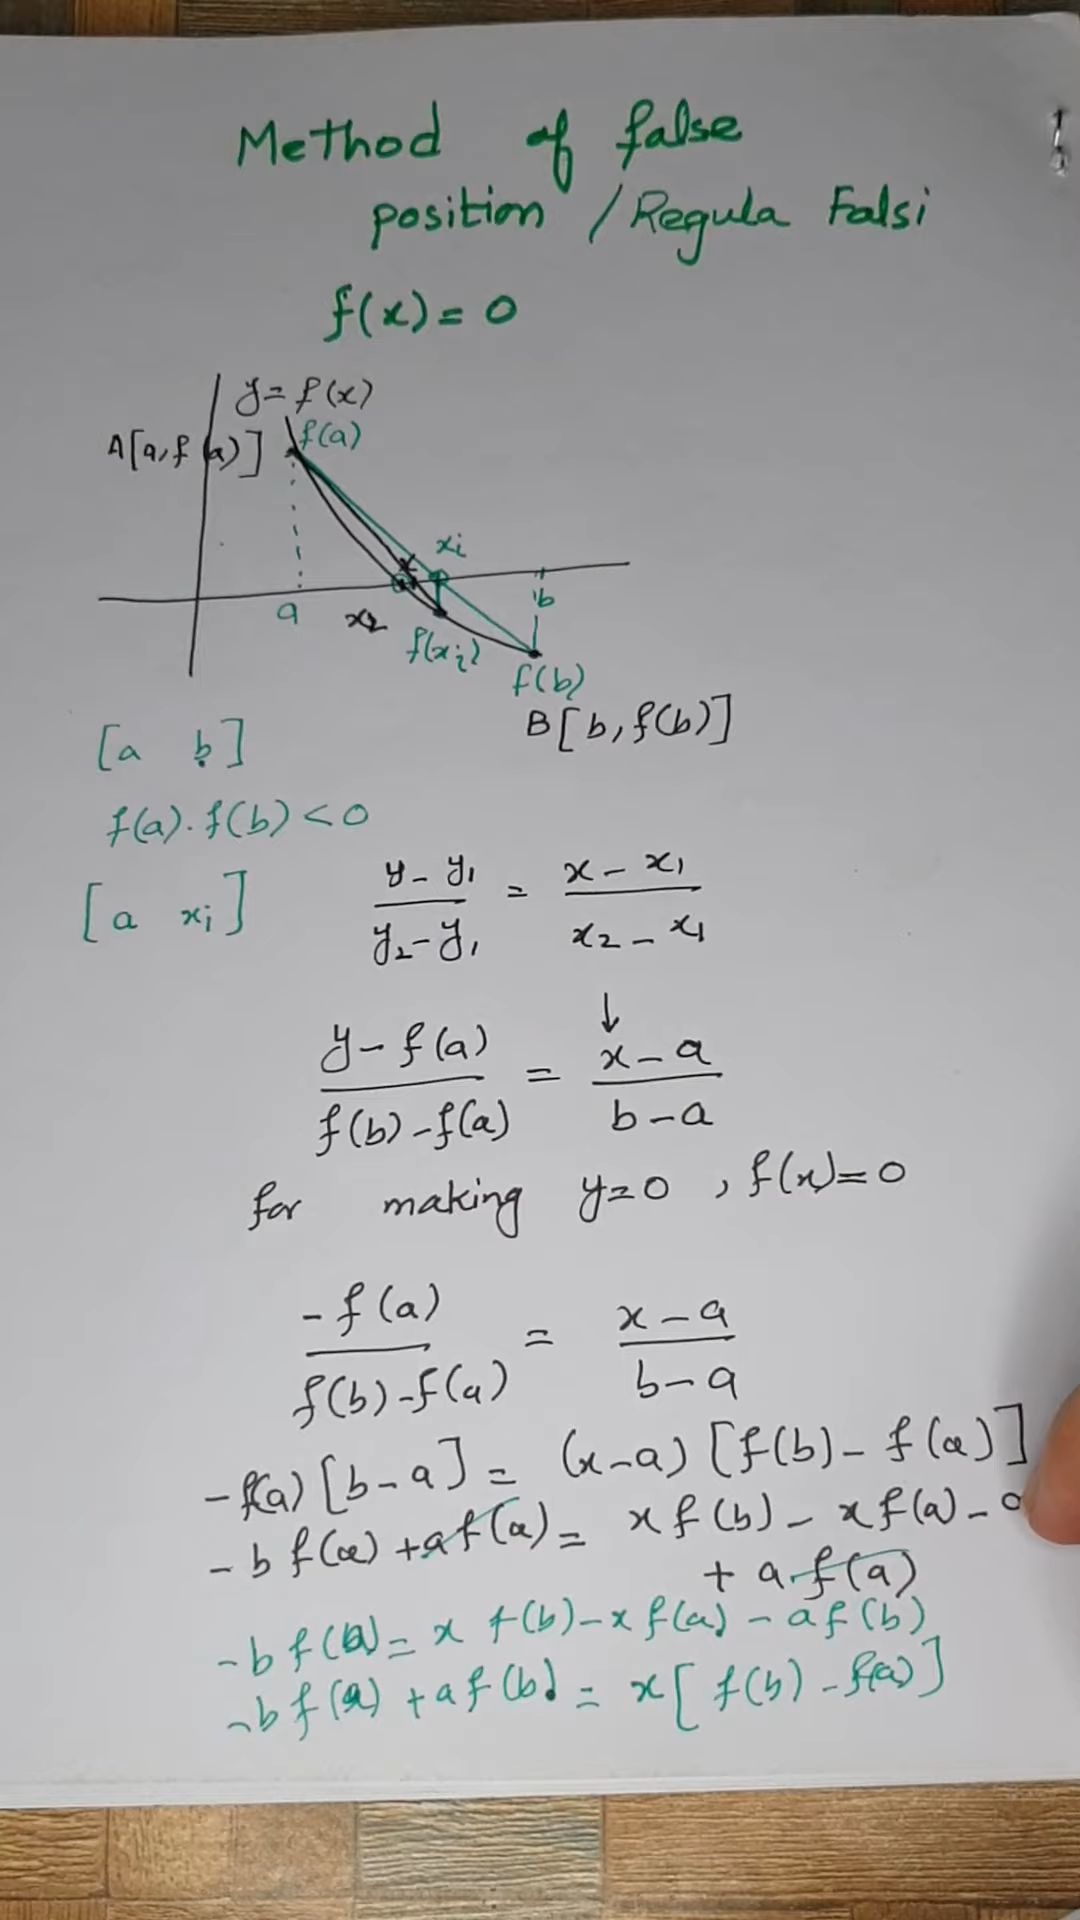 Method of false
position / Regula Falsi
f(x) = 0
y = f(x)
A[a, f(a)] f(a)
xi
a x2 b
f(xi)
f(b)
B[b, f(b)]
[a b]
f(a). f(b) < 0
[a xi]
y - y1 / y2 - y1 = x - x1 / x2 - x1
↓
y - f(a) / f(b) - f(a) = x - a / b - a
for making y = 0 , f(x) = 0
-f(a) / f(b) - f(a) = x - a / b - a
-f(a) [b - a] = (x - a) [f(b) - f(a)]
-b f(a) + a f(a) = x f(b) - x f(a) -
+ a f(a)
-b f(a) = x f(b) - x f(a) - a f(b)
-b f(a) + a f(b) = x [f(b) - f(a)]